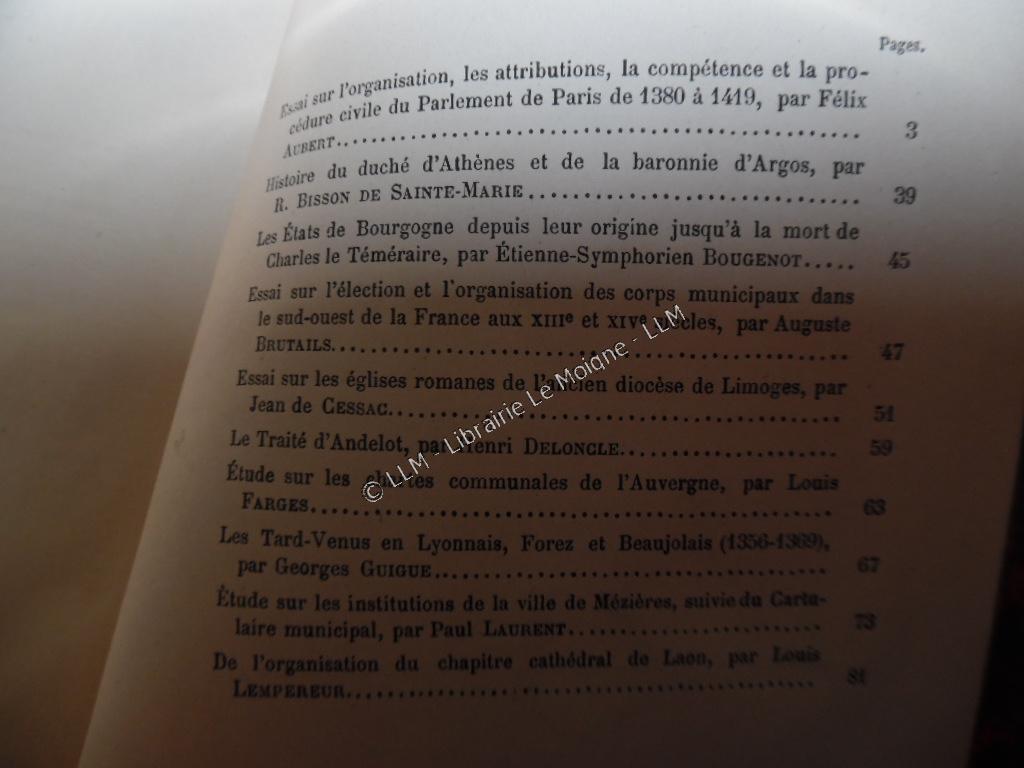 Pages.
Essai sur l'organisation, les attributions, la compétence et la pro-
cédure civile du Parlement de Paris de 1380 à 1419, par Félix
AUBERT........................................ 3
Histoire du duché d'Athènes et de la baronnie d'Argos, par
R. BISSON DE SAINTE-MARIE........................ 39
Les États de Bourgogne depuis leur origine jusqu'à la mort de
Charles le Téméraire, par Étienne-Symphorien BOUGENOT..... 45
Essai sur l'élection et l'organisation des corps municipaux dans
le sud-ouest de la France aux XIIIe et XIVe siècles, par Auguste
BRUTAILS........................................ 47
Essai sur les églises romanes de l'ancien diocèse de Limoges, par
Jean de CESSAC.................................. 51
Le Traité d'Andelot, par Henri DELONCLE.................. 59
Étude sur les chartes communales de l'Auvergne, par Louis
FARGES........................................ 63
Les Tard-Venus en Lyonnais, Forez et Beaujolais (1356-1369),
par Georges GUIGUE.............................. 67
Étude sur les institutions de la ville de Mézières, suivie du Cartu-
laire municipal, par Paul LAURENT.................... 73
De l'organisation du chapitre cathédral de Laon, par Louis
LEMPEREUR...................................... 81
© LLM - Librairie Le Moigne - LLM